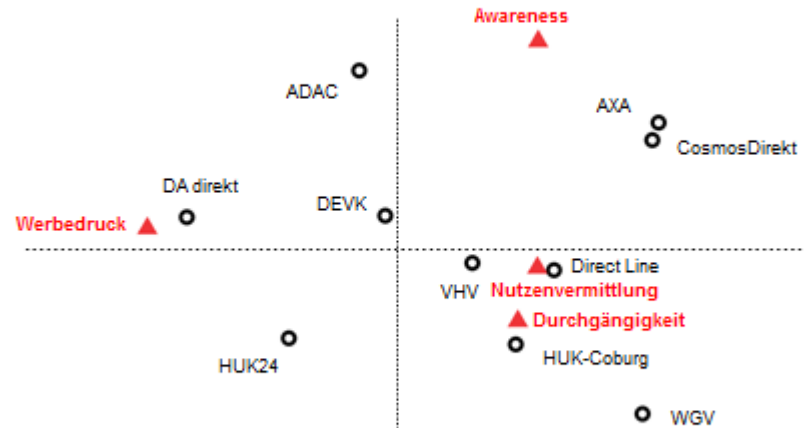 Awareness
ADAC
AXA
CosmosDirekt
DA direkt
DEVK
Werbedruck
Direct Line
VHV
Nutzenvermittlung
Durchgängigkeit
HUK24
HUK-Coburg
WGV